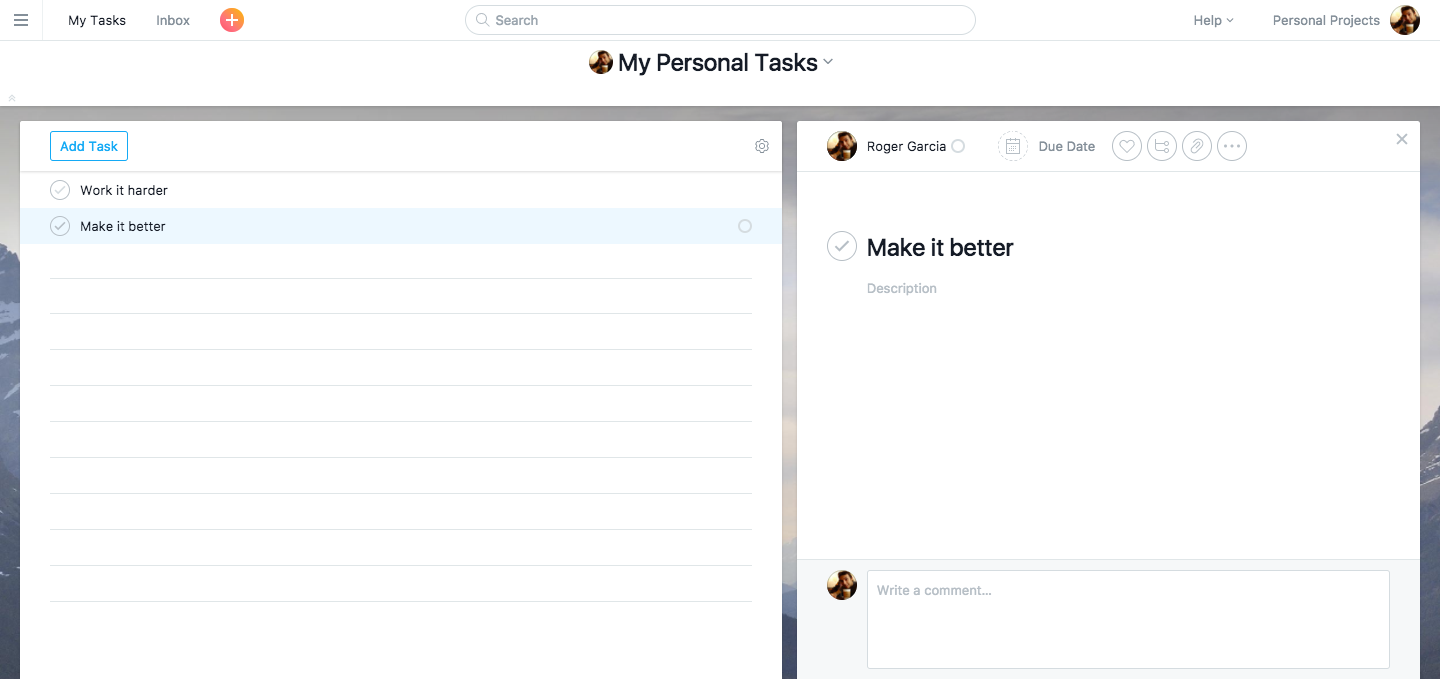 My Tasks Inbox Search Help Personal Projects
My Personal Tasks
Add Task
Work it harder
Make it better
Roger Garcia Due Date
Make it better
Description
Write a comment...